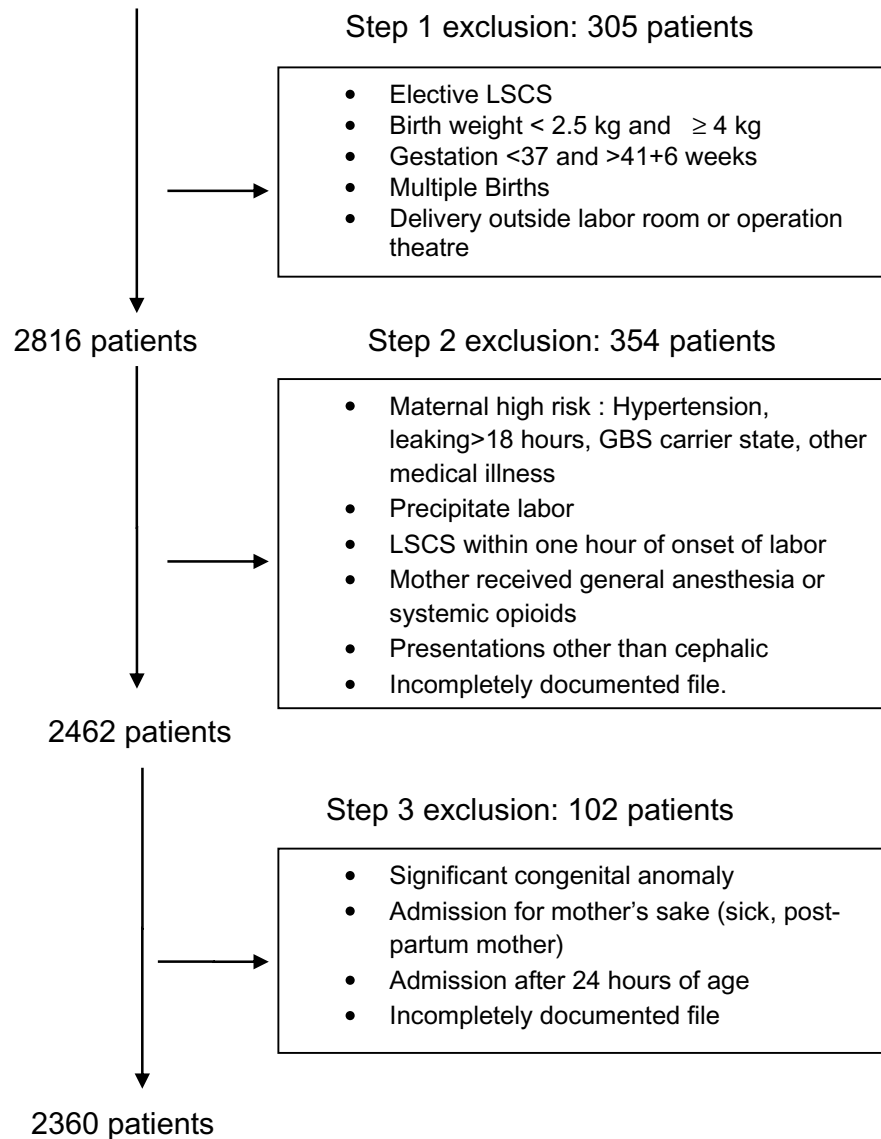 Step 1 exclusion: 305 patients
• Elective LSCS
• Birth weight < 2.5 kg and ≥ 4 kg
• Gestation <37 and >41+6 weeks
• Multiple Births
• Delivery outside labor room or operation
theatre
2816 patients
Step 2 exclusion: 354 patients
• Maternal high risk : Hypertension,
leaking>18 hours, GBS carrier state, other
medical illness
• Precipitate labor
• LSCS within one hour of onset of labor
• Mother received general anesthesia or
systemic opioids
• Presentations other than cephalic
• Incompletely documented file.
2462 patients
Step 3 exclusion: 102 patients
• Significant congenital anomaly
• Admission for mother’s sake (sick, post-
partum mother)
• Admission after 24 hours of age
• Incompletely documented file
2360 patients